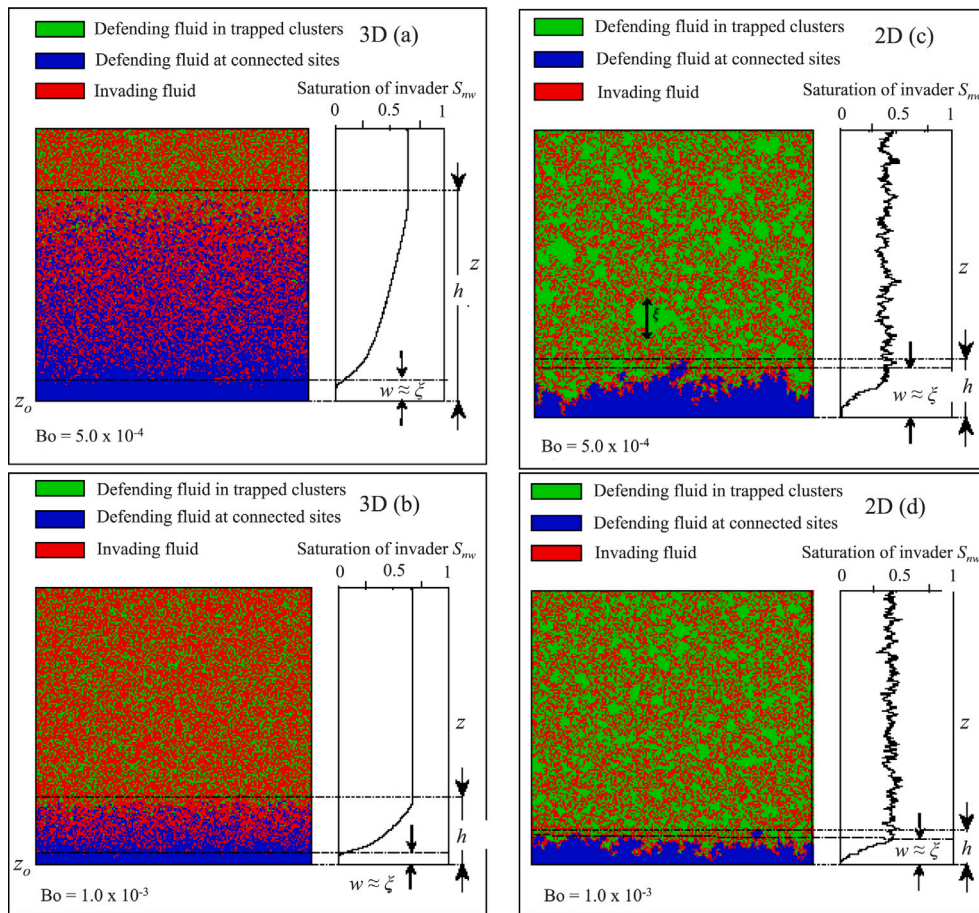 3D (a)
Defending fluid in trapped clusters
Defending fluid at connected sites
Invading fluid
Saturation of invader Snw
0 0.5 1
z
h
w ≈ ξ
zo
Bo = 5.0 x 10-4
2D (c)
Defending fluid in trapped clusters
Defending fluid at connected sites
Invading fluid
Saturation of invader Snw
0 0.5 1
ξ
z
h
w ≈ ξ
Bo = 5.0 x 10-4
3D (b)
Defending fluid in trapped clusters
Defending fluid at connected sites
Invading fluid
Saturation of invader Snw
0 0.5 1
z
h
zo
w ≈ ξ
Bo = 1.0 x 10-3
2D (d)
Defending fluid in trapped clusters
Defending fluid at connected sites
Invading fluid
Saturation of invader Snw
0 0.5 1
z
h
w ≈ ξ
Bo = 1.0 x 10-3